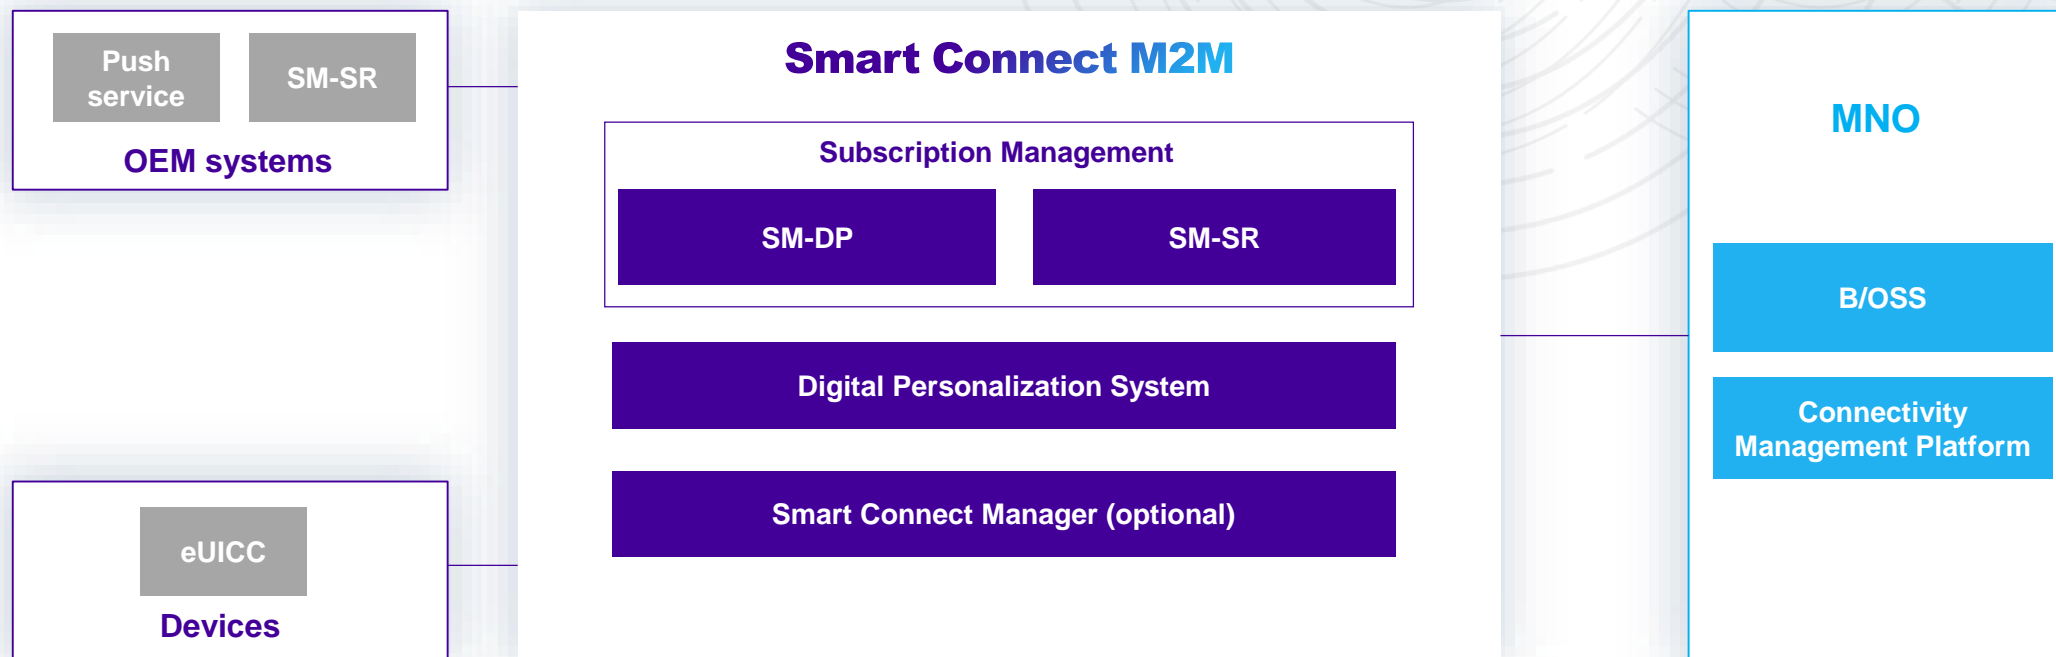 Push
service
SM-SR
OEM systems
eUICC
Devices
Smart Connect M2M
Subscription Management
SM-DP
SM-SR
Digital Personalization System
Smart Connect Manager (optional)
MNO
B/OSS
Connectivity
Management Platform